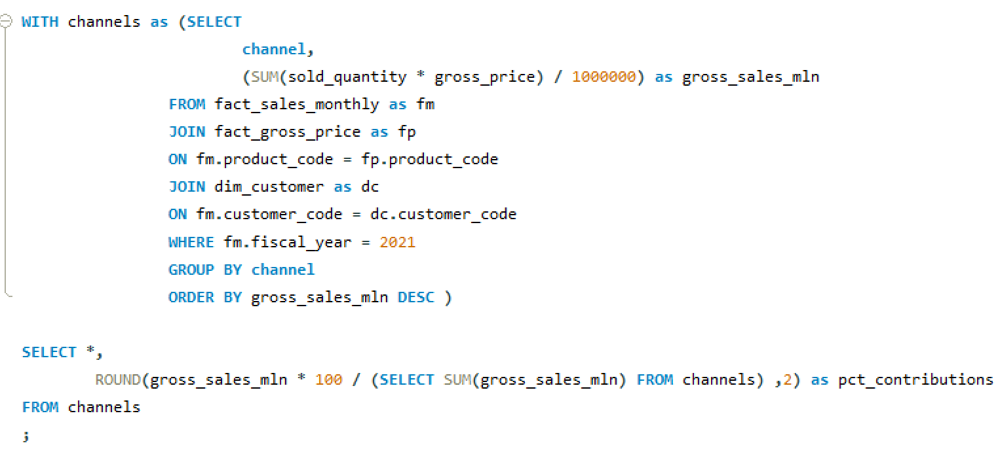 WITH channels as (SELECT
channel,
(SUM(sold_quantity * gross_price) / 1000000) as gross_sales_mln
FROM fact_sales_monthly as fm
JOIN fact_gross_price as fp
ON fm.product_code = fp.product_code
JOIN dim_customer as dc
ON fm.customer_code = dc.customer_code
WHERE fm.fiscal_year = 2021
GROUP BY channel
ORDER BY gross_sales_mln DESC )
SELECT *,
ROUND(gross_sales_mln * 100 / (SELECT SUM(gross_sales_mln) FROM channels) ,2) as pct_contributions
FROM channels
;